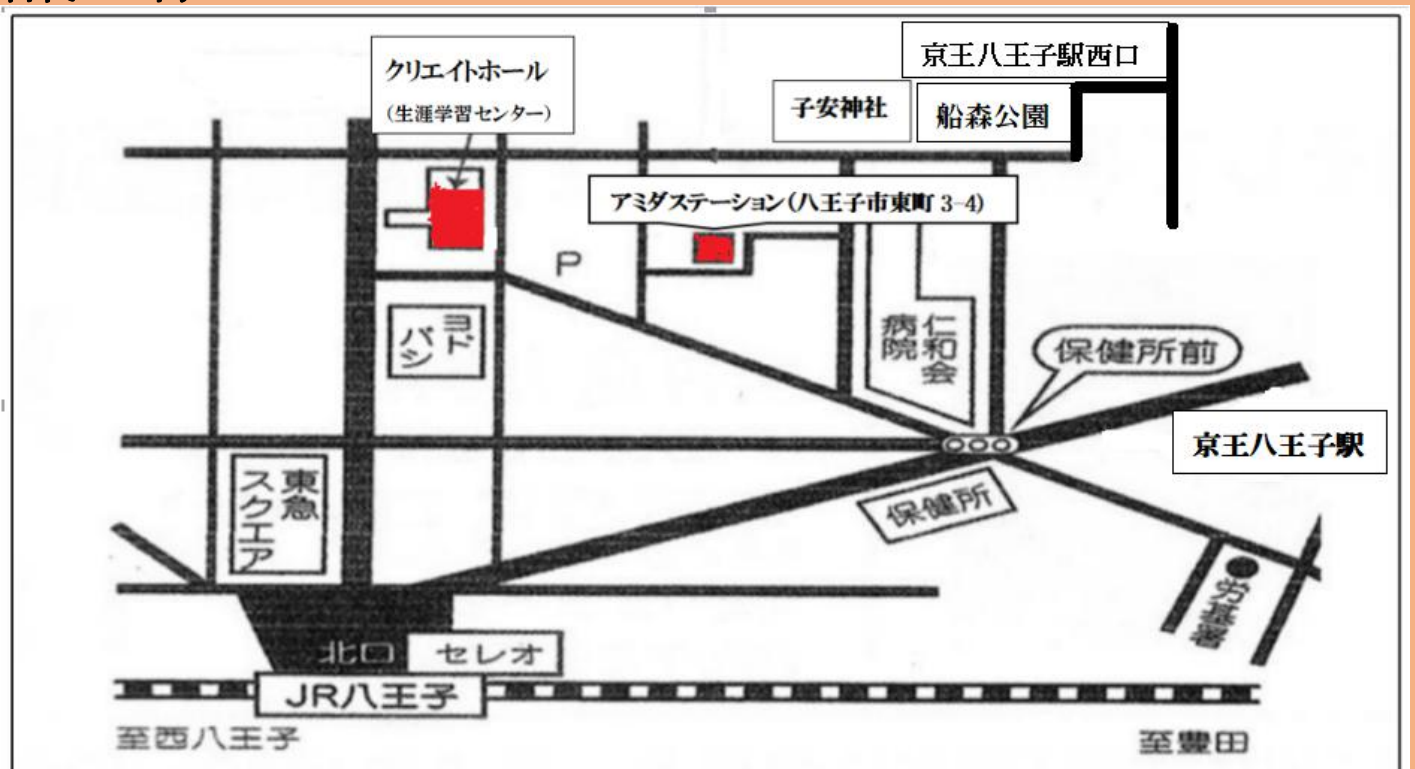 クリエイトホール
(生涯学習センター)
京王八王子駅西口
子安神社
船森公園
アミダステーション(八王子市東町 3-4)
P
ヨド
バシ
仁和会
病院
保健所前
京王八王子駅
東急
スクエア
保健所
労基署
北口
セレオ
JR八王子
至西八王子
至豊田